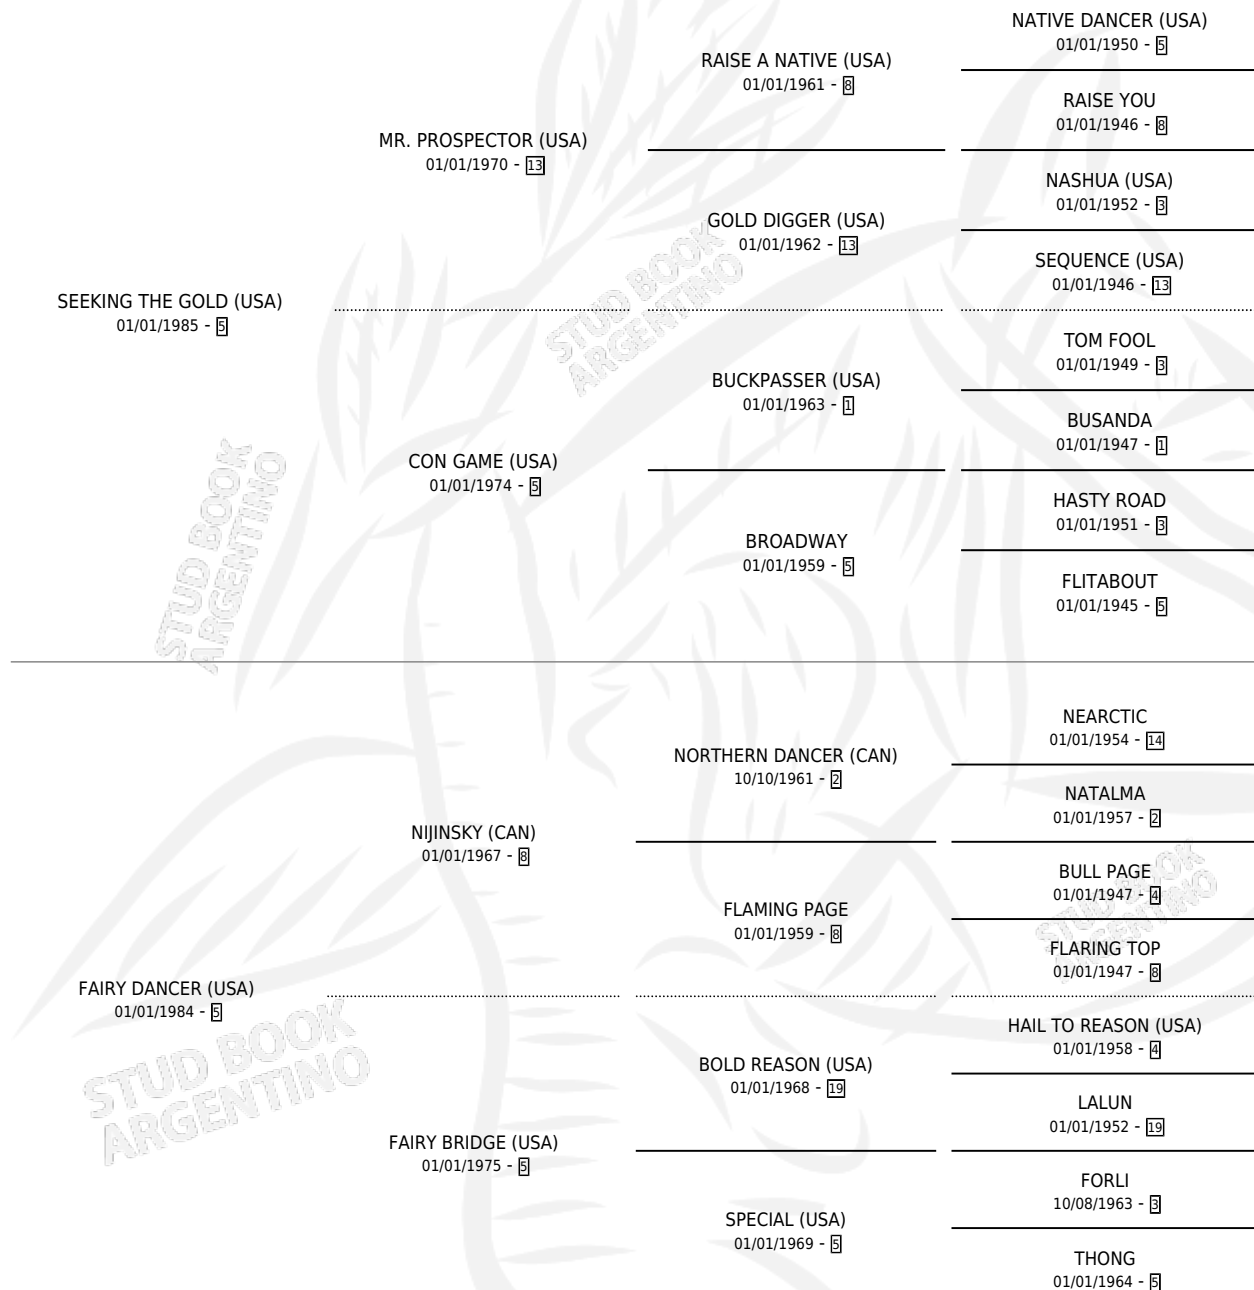 NATIVE DANCER (USA)
01/01/1950 - 5
RAISE A NATIVE (USA)
01/01/1961 - 8
RAISE YOU
01/01/1946 - 8
MR. PROSPECTOR (USA)
01/01/1970 - 13
NASHUA (USA)
01/01/1952 - 3
GOLD DIGGER (USA)
01/01/1962 - 13
SEQUENCE (USA)
01/01/1946 - 13
SEEKING THE GOLD (USA)
01/01/1985 - 5
TOM FOOL
01/01/1949 - 3
BUCKPASSER (USA)
01/01/1963 - 1
BUSANDA
01/01/1947 - 1
CON GAME (USA)
01/01/1974 - 5
HASTY ROAD
01/01/1951 - 3
BROADWAY
01/01/1959 - 5
FLITABOUT
01/01/1945 - 5
NEARCTIC
01/01/1954 - 14
NORTHERN DANCER (CAN)
10/10/1961 - 2
NATALMA
01/01/1957 - 2
NIJINSKY (CAN)
01/01/1967 - 8
BULL PAGE
01/01/1947 - 4
FLAMING PAGE
01/01/1959 - 8
FLARING TOP
01/01/1947 - 8
FAIRY DANCER (USA)
01/01/1984 - 5
HAIL TO REASON (USA)
01/01/1958 - 4
BOLD REASON (USA)
01/01/1968 - 19
LALUN
01/01/1952 - 19
FAIRY BRIDGE (USA)
01/01/1975 - 5
FORLI
10/08/1963 - 3
SPECIAL (USA)
01/01/1969 - 5
THONG
01/01/1964 - 5
STUD BOOK
ARGENTINO
STUD BOOK
ARGENTINO
STUD BOOK
ARGENTINO
STUD BOOK
ARGENTINO